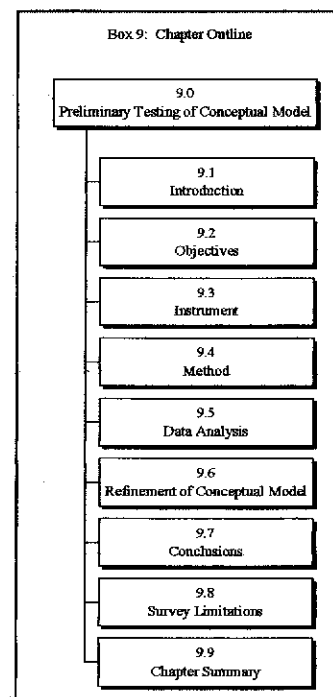 Box 9: Chapter Outline
9.0
Preliminary Testing of Conceptual Model
9.1
Introduction
9.2
Objectives
9.3
Instrument
9.4
Method
9.5
Data Analysis
9.6
Refinement of Conceptual Model
9.7
Conclusions
9.8
Survey Limitations
9.9
Chapter Summary